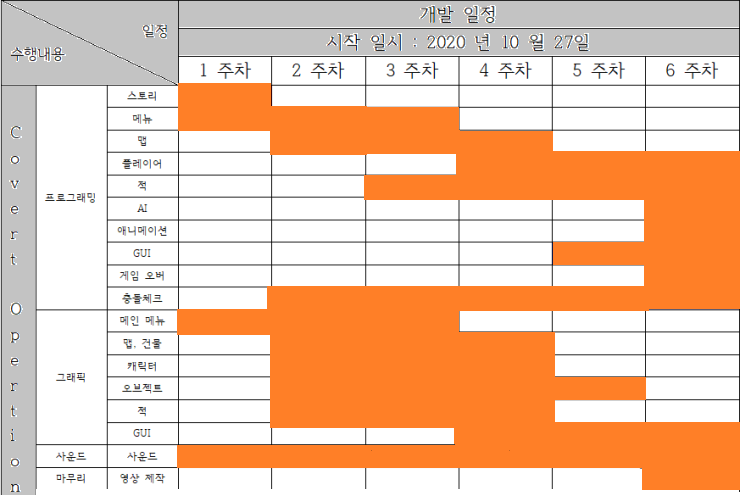 개발 일정
일정
수행내용
시작 일시 : 2020 년 10 월 27일
1 주차 2 주차 3 주차 4 주차 5 주차 6 주차
Covert Opertion
프로그래밍
스토리
메뉴
맵
플레이어
적
AI
애니메이션
GUI
게임 오버
충돌체크
그래픽
메인 메뉴
맵, 건물
캐릭터
오브젝트
적
GUI
사운드 사운드
마무리 영상 제작